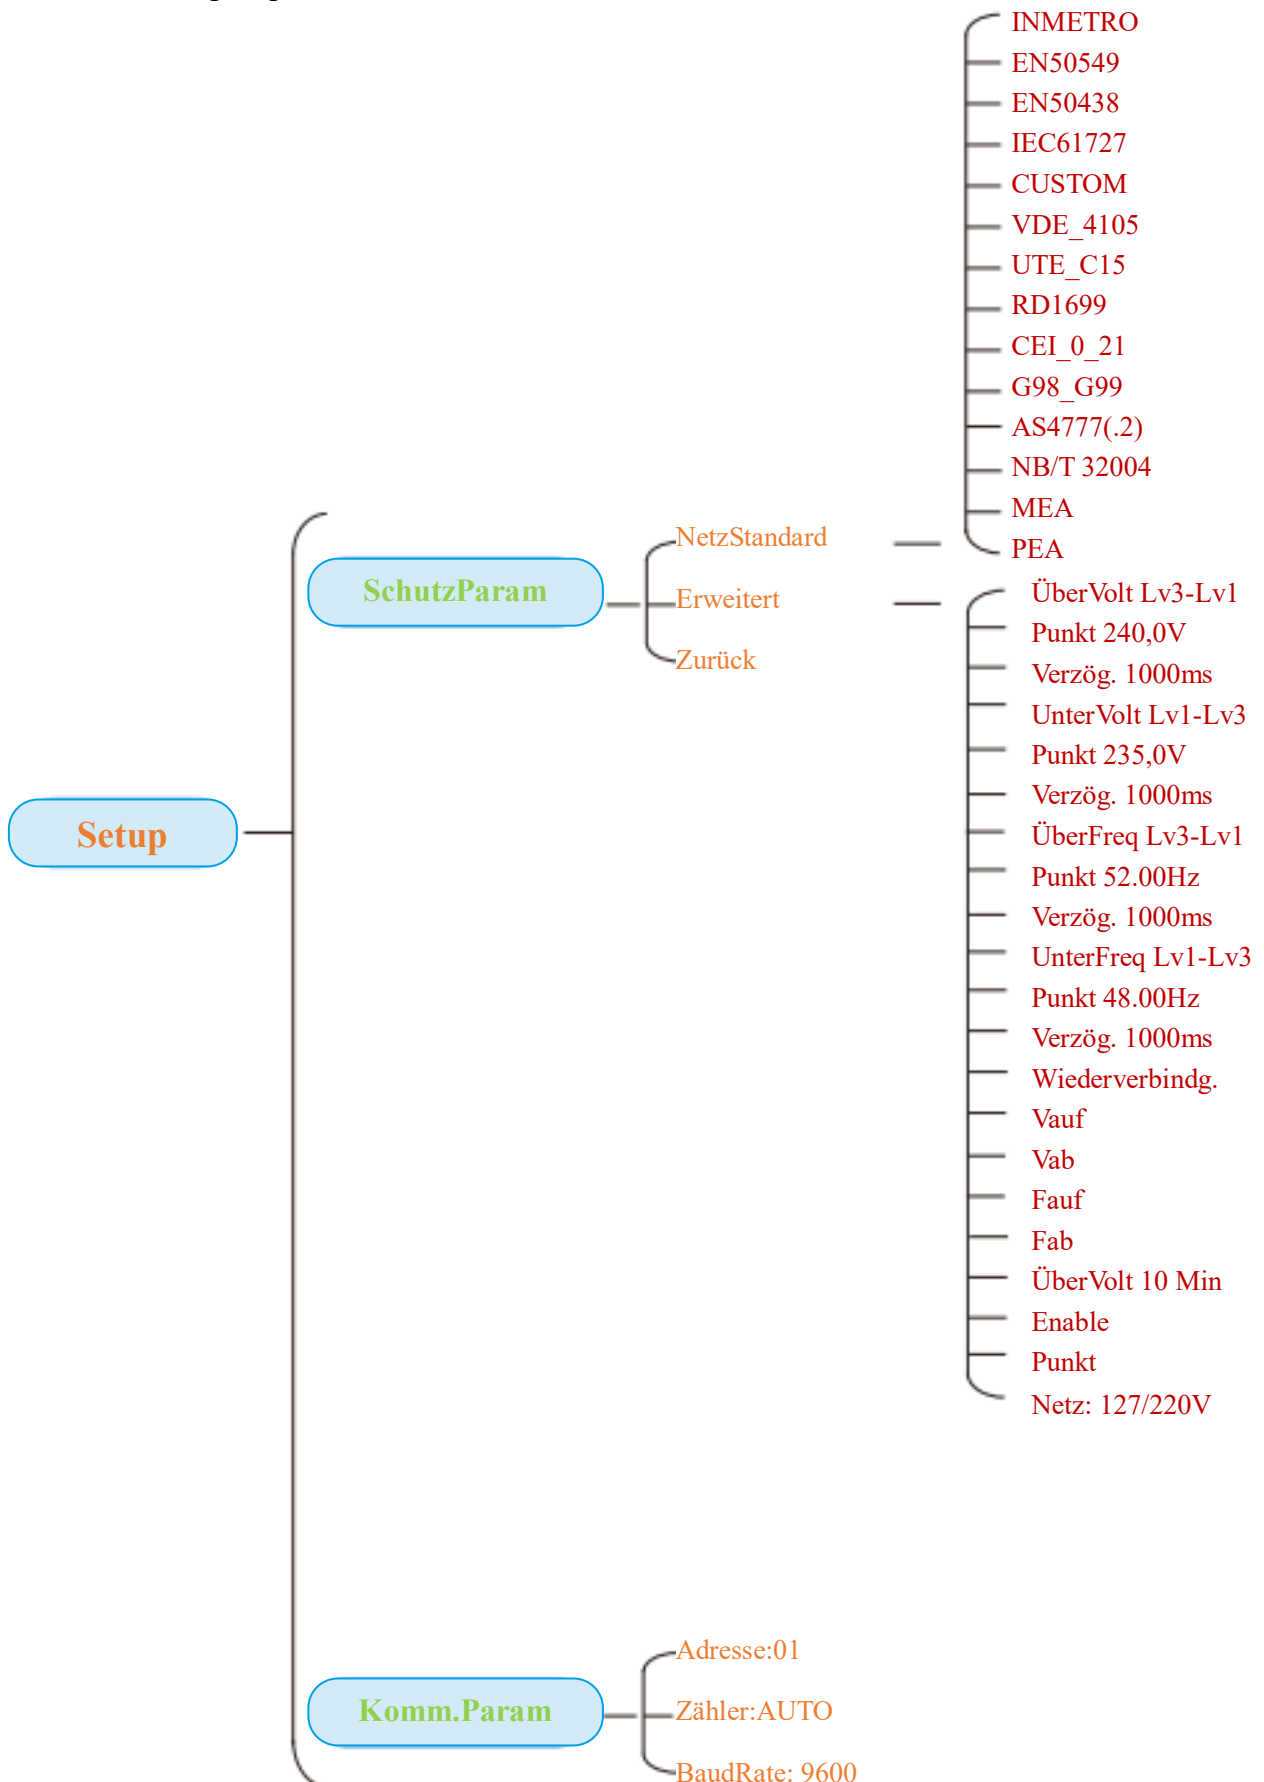 INMETRO
EN50549
EN50438
IEC61727
CUSTOM
VDE_4105
UTE_C15
RD1699
CEI_0_21
G98_G99
AS4777(.2)
NB/T 32004
MEA
PEA
NetzStandard
SchutzParam
Erweitert
Zurück
ÜberVolt Lv3-Lv1
Punkt 240,0V
Verzög. 1000ms
UnterVolt Lv1-Lv3
Punkt 235,0V
Verzög. 1000ms
ÜberFreq Lv3-Lv1
Punkt 52.00Hz
Verzög. 1000ms
UnterFreq Lv1-Lv3
Punkt 48.00Hz
Verzög. 1000ms
Wiederverbindg.
Vauf
Vab
Fauf
Fab
ÜberVolt 10 Min
Enable
Punkt
Netz: 127/220V
Setup
Adresse:01
Komm.Param
Zähler:AUTO
BaudRate: 9600